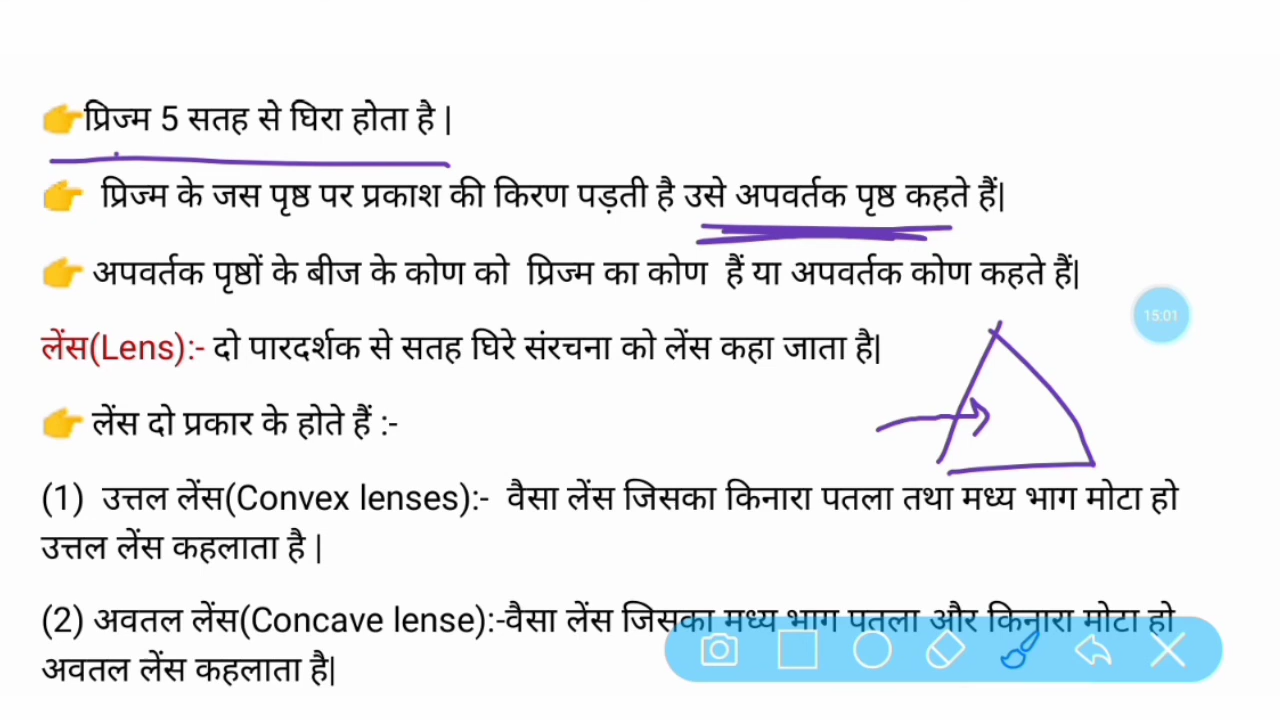 👉प्रिज्म 5 सतह से घिरा होता है |
👉 प्रिज्म के जस पृष्ठ पर प्रकाश की किरण पड़ती है उसे अपवर्तक पृष्ठ कहते हैं|
👉 अपवर्तक पृष्ठों के बीज के कोण को प्रिज्म का कोण हैं या अपवर्तक कोण कहते हैं|
15:01
लेंस(Lens):- दो पारदर्शक से सतह घिरे संरचना को लेंस कहा जाता है|
👉 लेंस दो प्रकार के होते हैं :-
(1) उत्तल लेंस(Convex lenses):- वैसा लेंस जिसका किनारा पतला तथा मध्य भाग मोटा हो
उत्तल लेंस कहलाता है |
(2) अवतल लेंस(Concave lense):-वैसा लेंस जिसका मध्य भाग पतला और किनारा मोटा हो
अवतल लेंस कहलाता है|